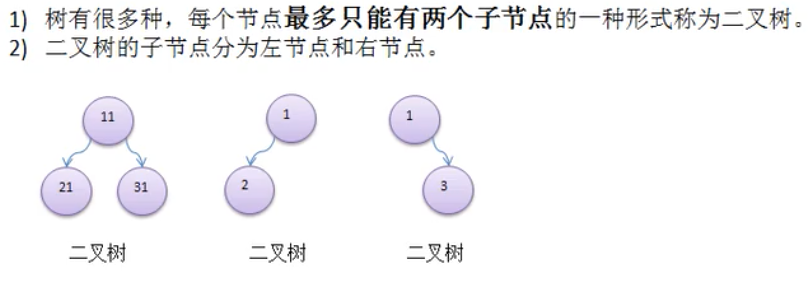 1) 树有很多种，每个节点最多只能有两个子节点的一种形式称为二叉树。
2) 二叉树的子节点分为左节点和右节点。
11 1 1
21 31 2 3
二叉树 二叉树 二叉树